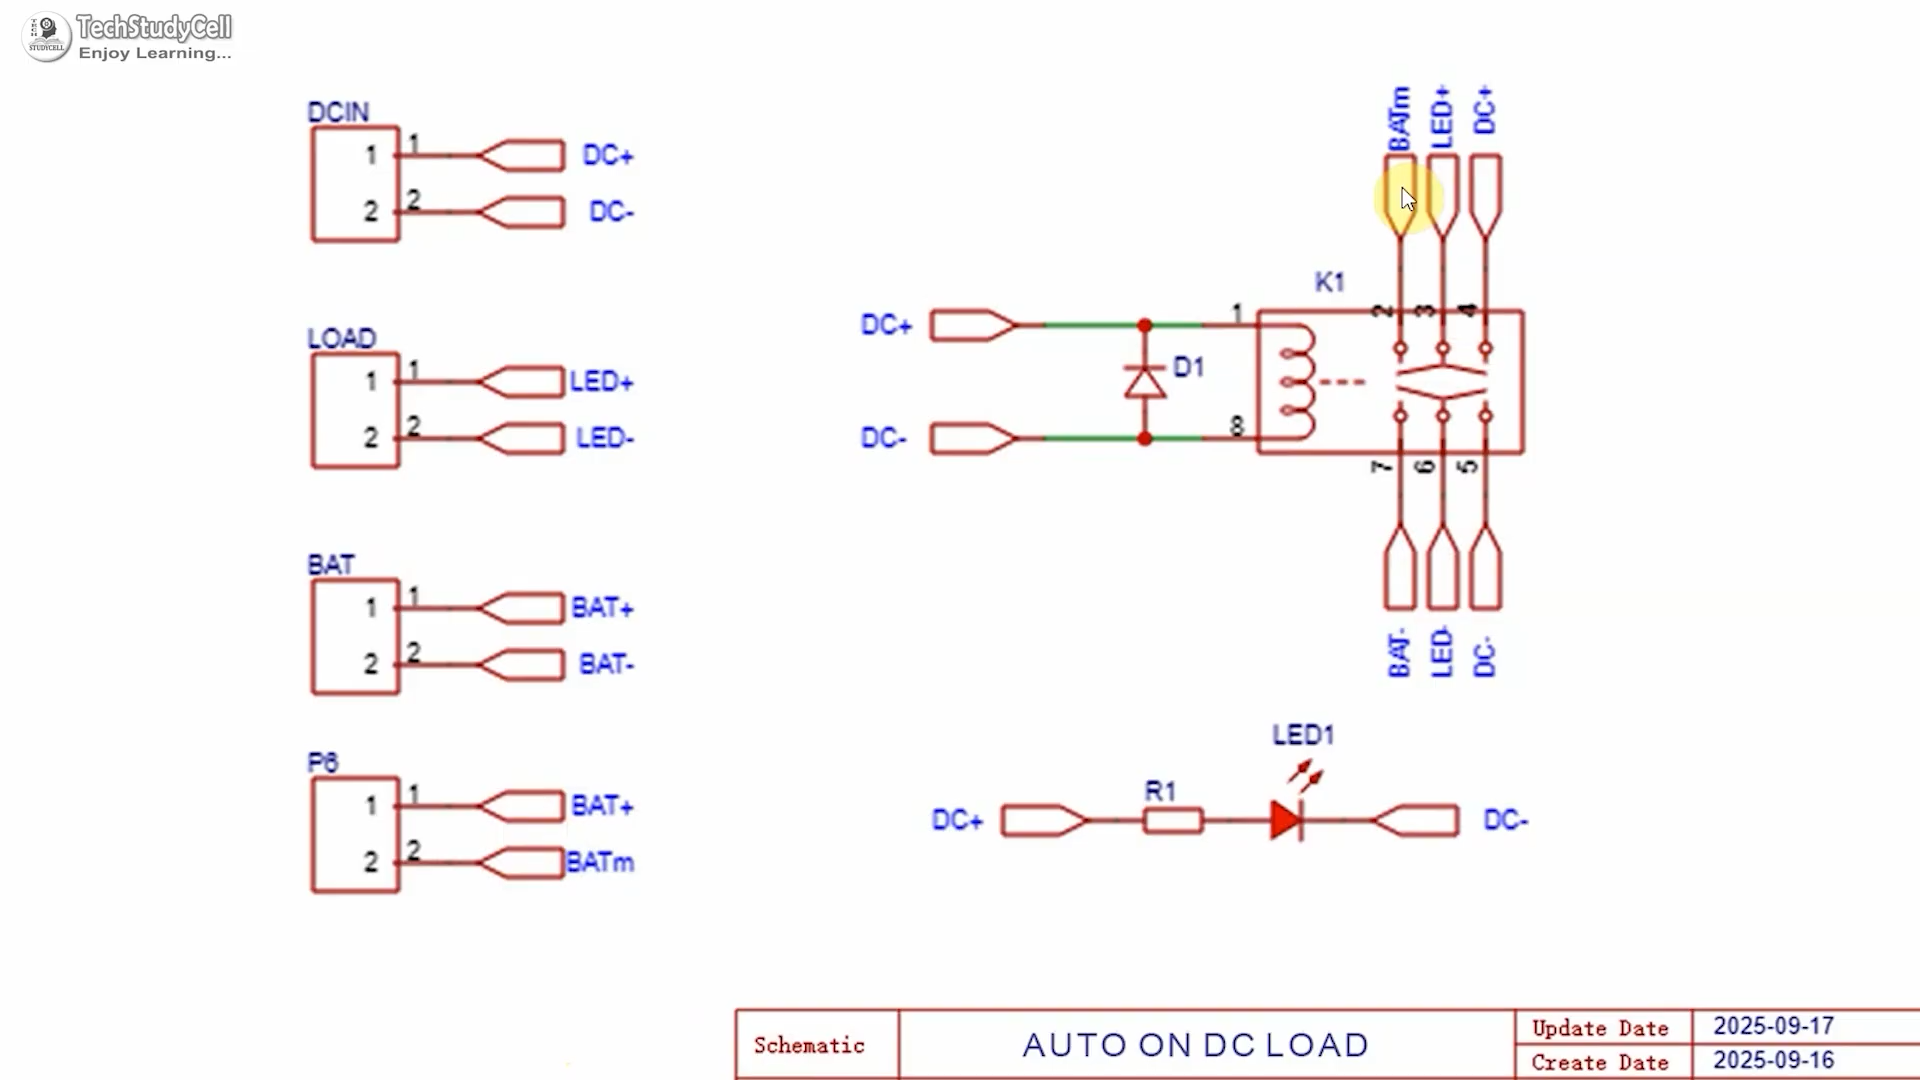 TechStudyCell
Enjoy Learning...
TECH
STUDYCELL
DCIN
1 1 DC+
2 2 DC-
LOAD
1 1 LED+
2 2 LED-
BAT
1 1 BAT+
2 2 BAT-
P6
1 1 BAT+
2 2 BATm
BATm LED+ DC+
K1
2 3 4
DC+ 1
D1
DC- 8
7 6 5
BAT- LED- DC-
LED1
R1
DC+ DC-
Schematic
AUTO ON DC LOAD
Update Date 2025-09-17
Create Date 2025-09-16